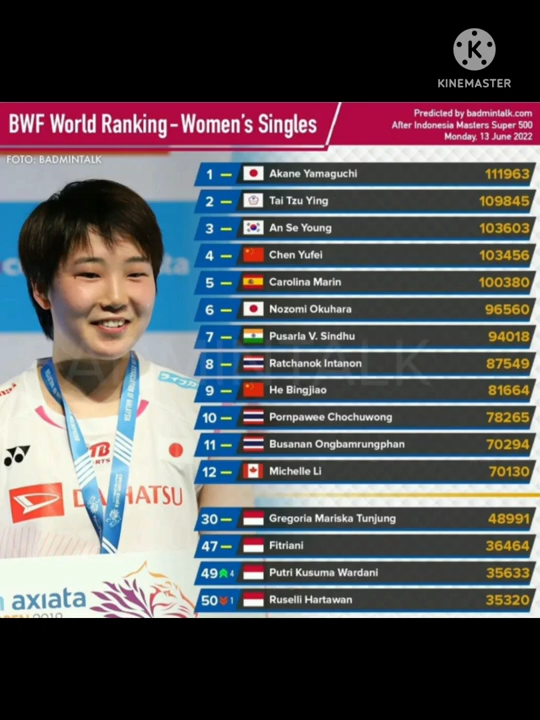 K
KINEMASTER
BWF World Ranking – Women's Singles
Predicted by badmintalk.com
After Indonesia Masters Super 500
Monday, 13 June 2022
FOTO: BADMINTALK
1 – Akane Yamaguchi 111963
2 – Tai Tzu Ying 109845
3 – An Se Young 103603
4 – Chen Yufei 103456
5 – Carolina Marin 100380
6 – Nozomi Okuhara 96560
7 – Pusarla V. Sindhu 94018
8 – Ratchanok Intanon 87549
9 – He Bingjiao 81664
10 – Pornpawee Chochuwong 78265
11 – Busanan Ongbamrungphan 70294
12 – Michelle Li 70130
30 – Gregoria Mariska Tunjung 48991
47 – Fitriani 36464
49 4 Putri Kusuma Wardani 35633
50 1 Ruselli Hartawan 35320
BADMINTALK
DAIHATSU
axiata